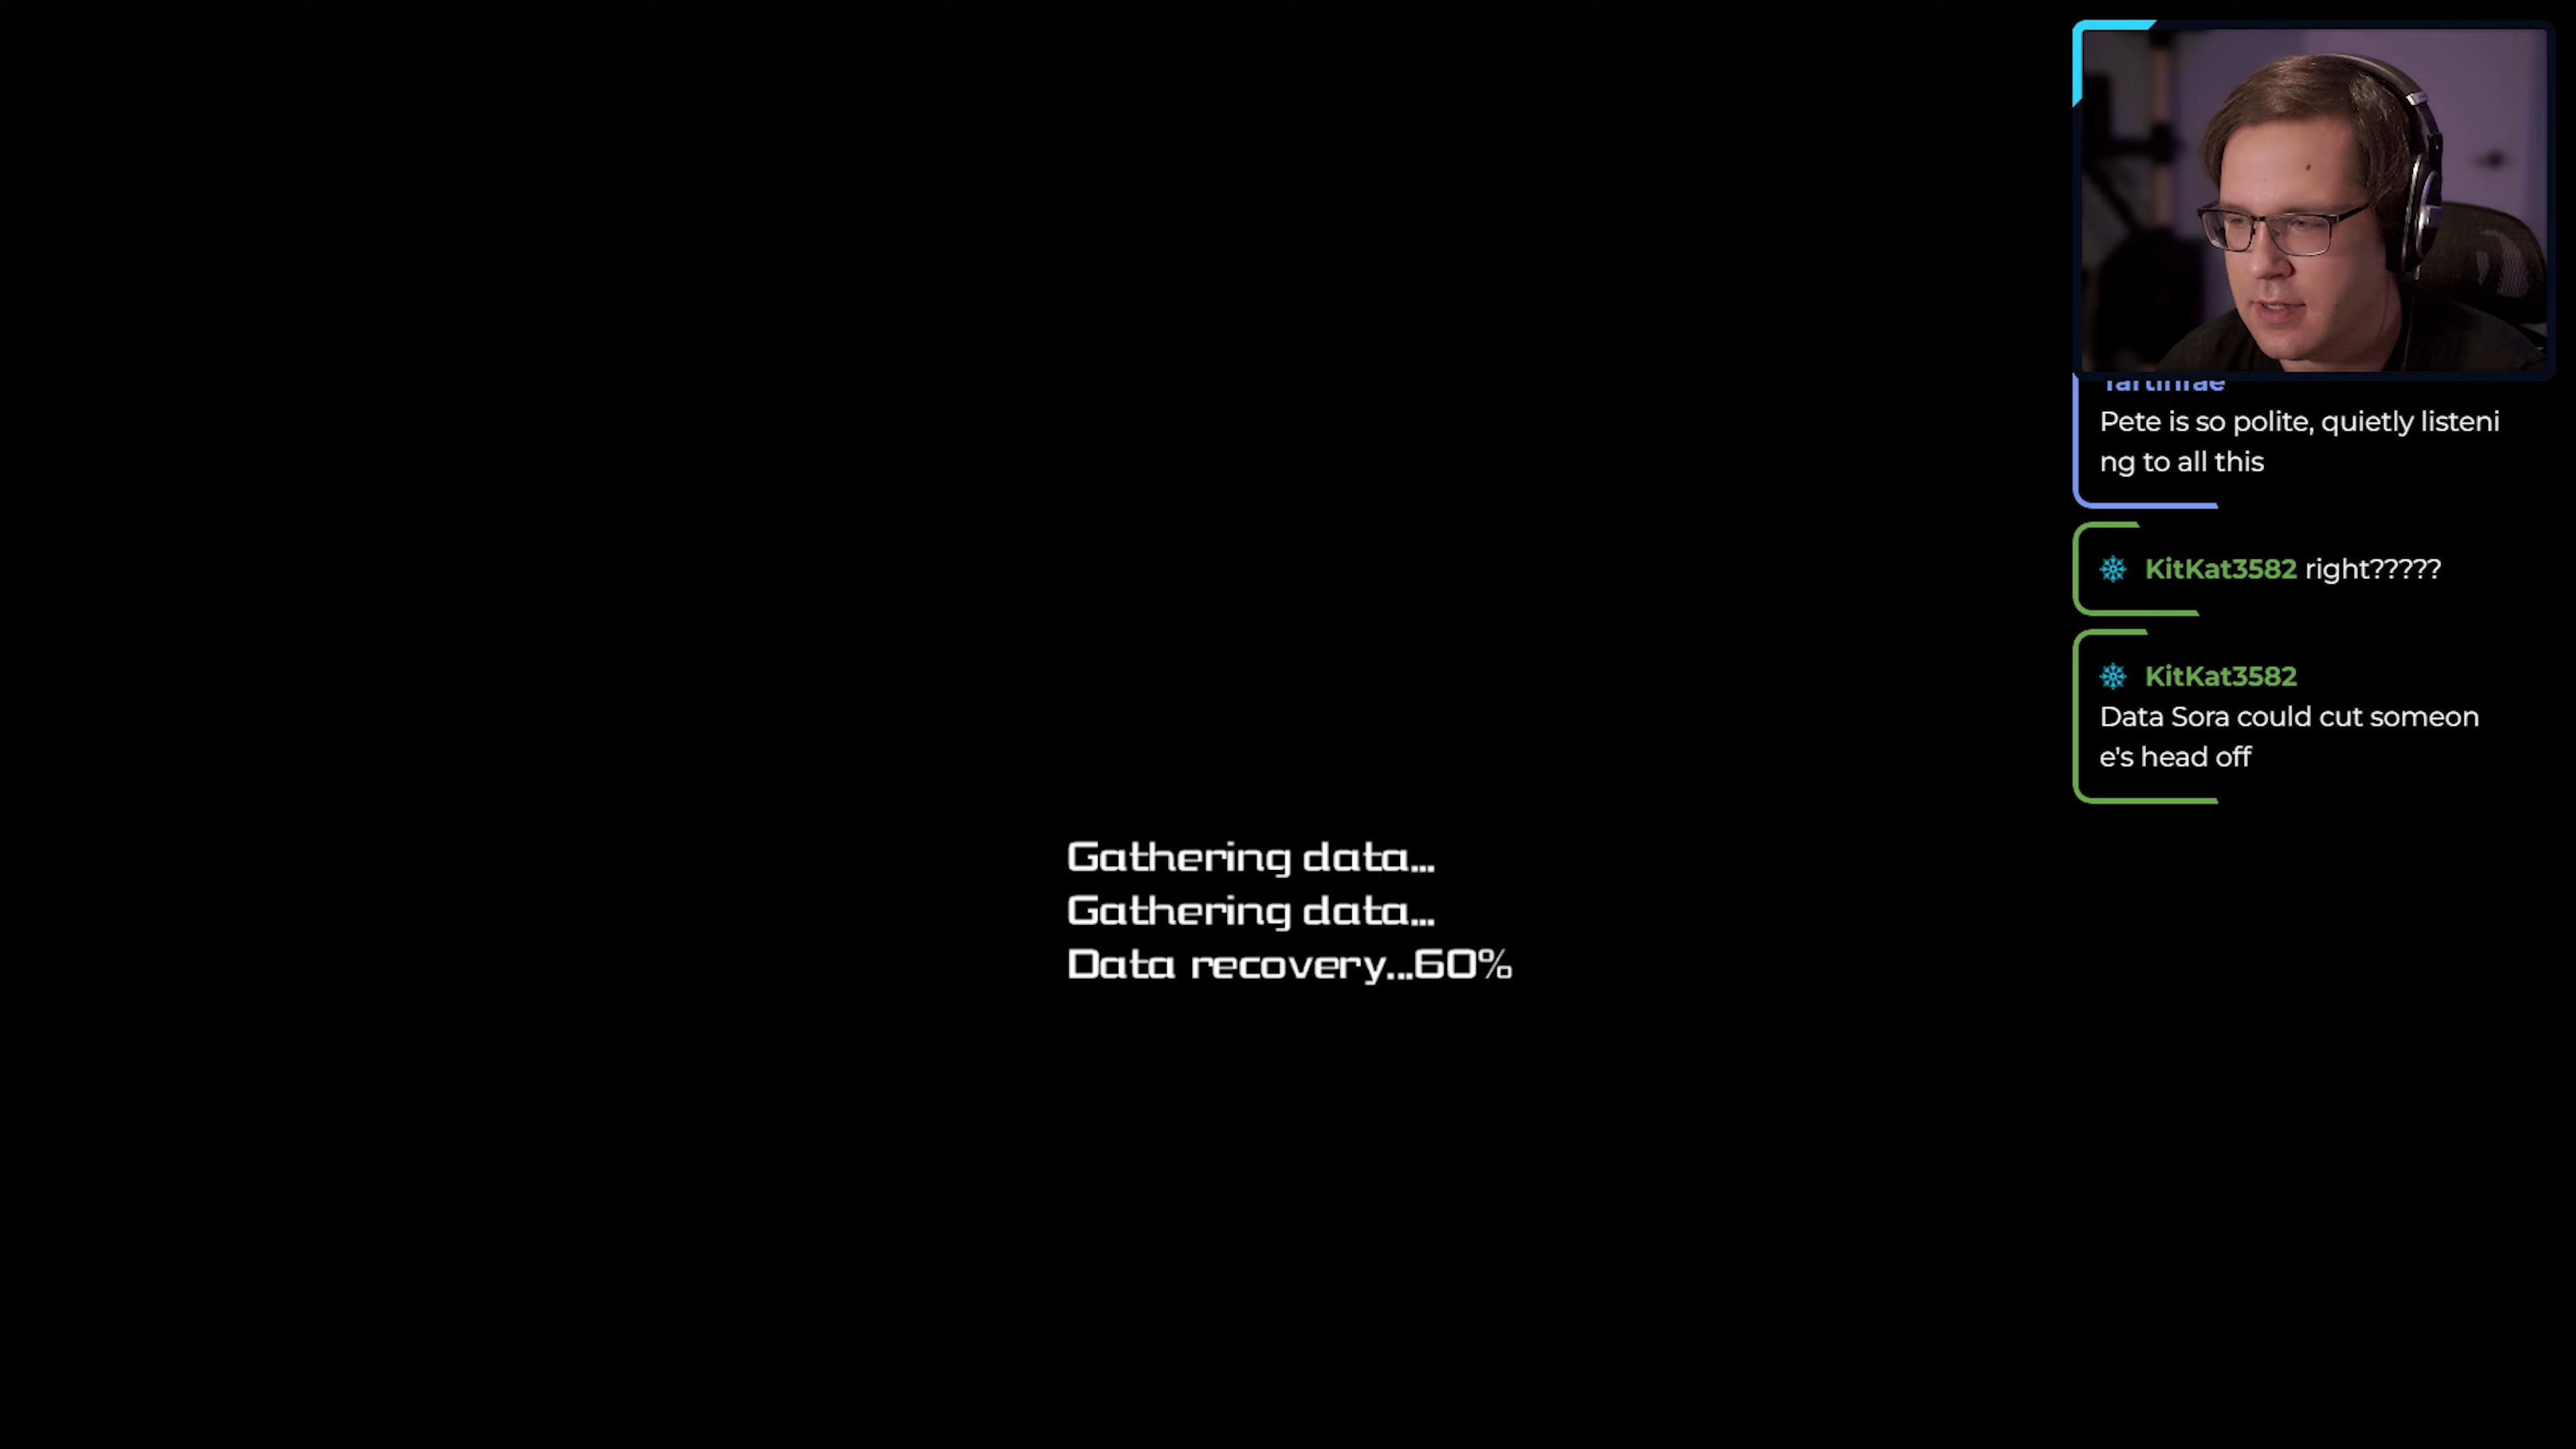 Tartinfae
Pete is so polite, quietly listeni
ng to all this
KitKat3582 right?????
KitKat3582
Data Sora could cut someon
e's head off
Gathering data...
Gathering data...
Data recovery...60%